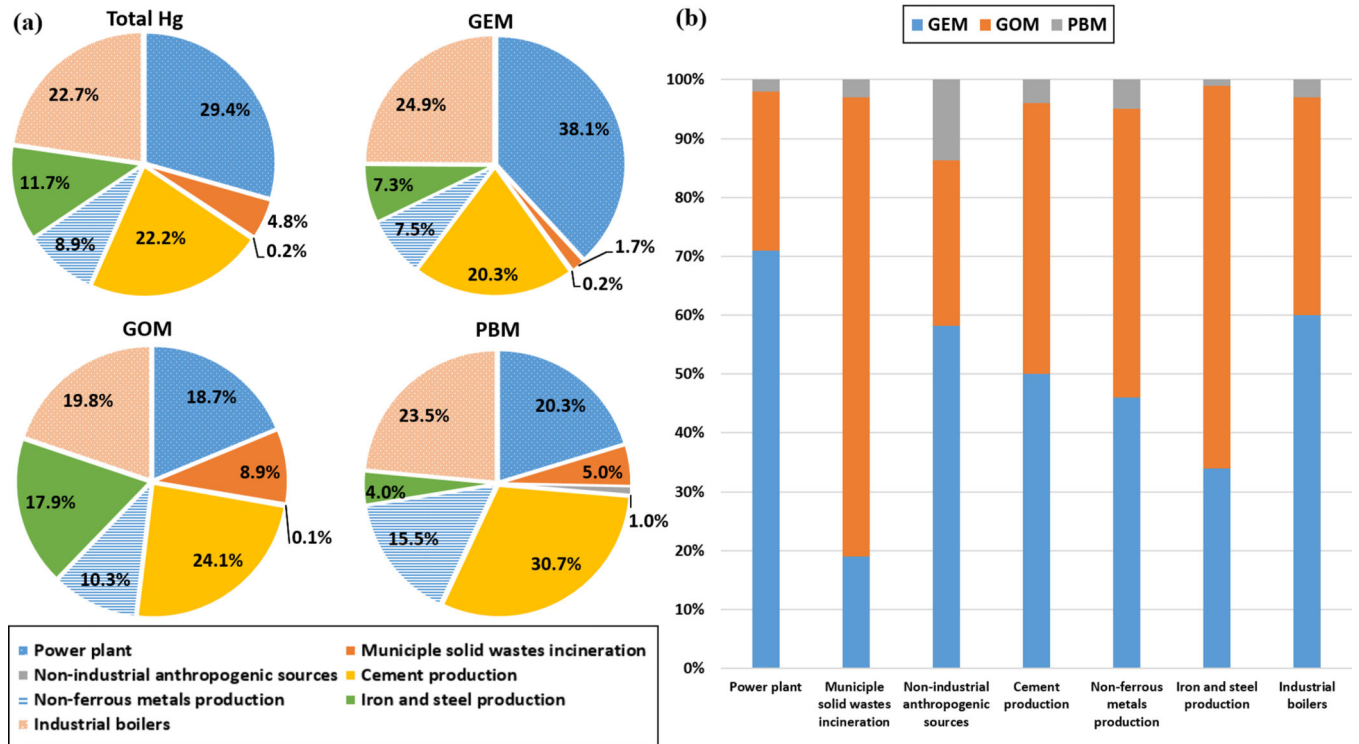 (a)
Total Hg
22.7%
29.4%
11.7%
4.8%
8.9%
22.2%
0.2%
GEM
24.9%
38.1%
7.3%
7.5%
1.7%
20.3%
0.2%
GOM
19.8%
18.7%
8.9%
17.9%
0.1%
24.1%
10.3%
PBM
23.5%
20.3%
5.0%
4.0%
1.0%
15.5%
30.7%
Power plant
Municiple solid wastes incineration
Non-industrial anthropogenic sources
Cement production
Non-ferrous metals production
Iron and steel production
Industrial boilers
(b)
GEM GOM PBM
100%
90%
80%
70%
60%
50%
40%
30%
20%
10%
0%
Power plant
Municiple
solid wastes
incineration
Non-industrial
anthropogenic
sources
Cement
production
Non-ferrous
metals
production
Iron and steel
production
Industrial
boilers